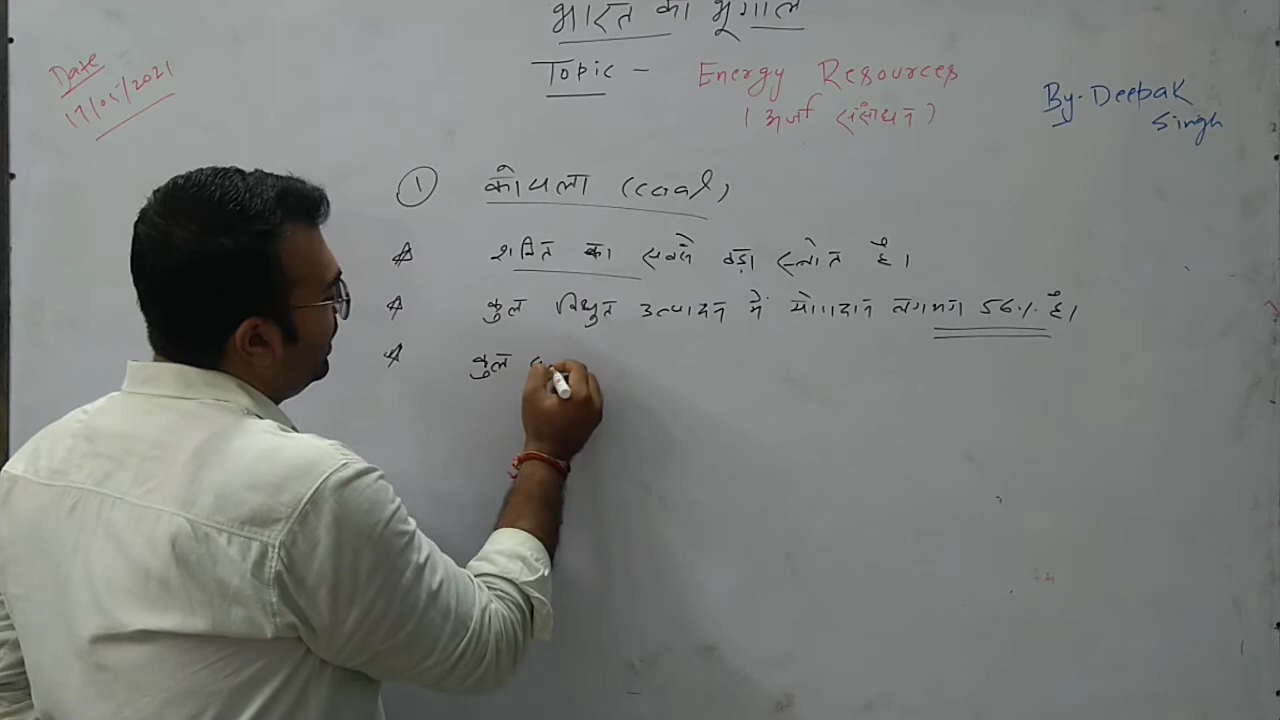 भारत का भूगोल
Date
17/05/2021
Topic - Energy Resources
(ऊर्जा संसाधन)
By. Deepak
Singh
① कोयला (coal)
☆ शक्ति का सबसे बड़ा स्त्रोत है।
☆ कुल विधुत उत्पादन में योगदान लगभग 56% है।
☆ कुल